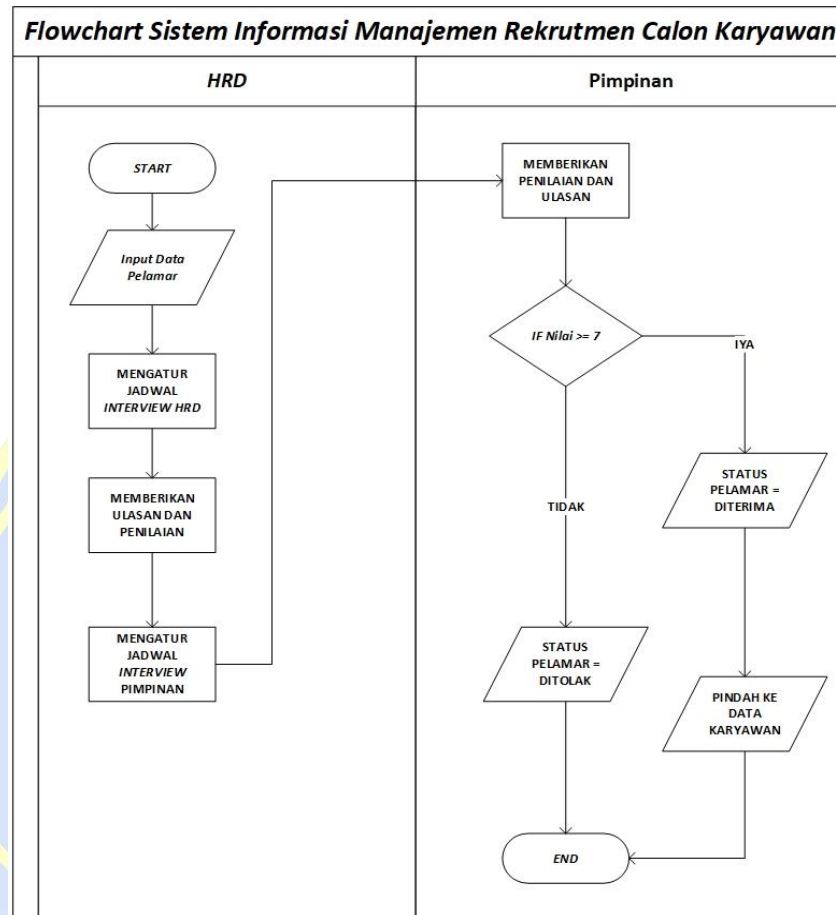 Flowchart Sistem Informasi Manajemen Rekrutmen Calon Karyawan
HRD
Pimpinan
START
Input Data
Pelamar
MENGATUR
JADWAL
INTERVIEW HRD
MEMBERIKAN
ULASAN DAN
PENILAIAN
MENGATUR
JADWAL
INTERVIEW
PIMPINAN
MEMBERIKAN
PENILAIAN DAN
ULASAN
IF Nilai >= 7
IYA
TIDAK
STATUS
PELAMAR =
DITERIMA
STATUS
PELAMAR =
DITOLAK
PINDAH KE
DATA
KARYAWAN
END